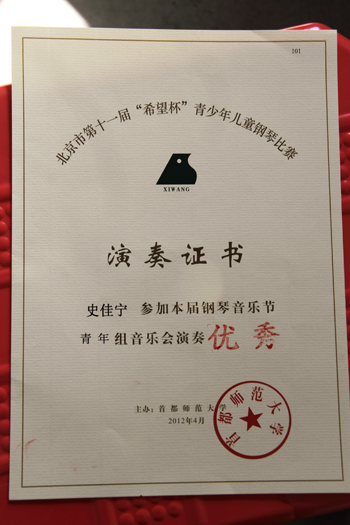 101
北京市第十一届“希望杯”青少年儿童钢琴比赛
XIWANG
演奏证书
史佳宁 参加本届钢琴音乐节
青年组音乐会演奏优秀
主办：首都师范大学
2012年4月
首都师范大学